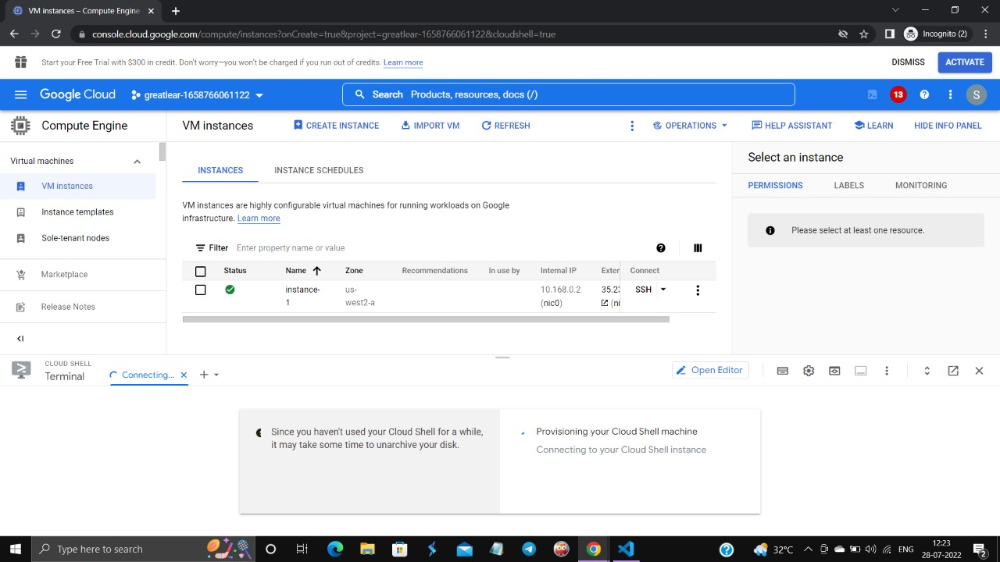 VM instances – Compute Engine
console.cloud.google.com/compute/instances?onCreate=true&project=greatlear-1658766061122&cloudshell=true
Incognito (2)
Start your Free Trial with $300 in credit. Don't worry—you won't be charged if you run out of credits. Learn more
DISMISS
ACTIVATE
Google Cloud
greatlear-1658766061122
Search Products, resources, docs (/)
13
S
Compute Engine
VM instances
CREATE INSTANCE
IMPORT VM
REFRESH
OPERATIONS
HELP ASSISTANT
LEARN
HIDE INFO PANEL
Virtual machines
VM instances
Instance templates
Sole-tenant nodes
Marketplace
Release Notes
INSTANCES
INSTANCE SCHEDULES
VM instances are highly configurable virtual machines for running workloads on Google
infrastructure. Learn more
Filter Enter property name or value
Status Name Zone Recommendations In use by Internal IP Exter Connect
instance- us- 10.168.0.2 35.23 SSH
1 west2-a (nic0) (ni
Select an instance
PERMISSIONS
LABELS
MONITORING
Please select at least one resource.
CLOUD SHELL
Terminal
Connecting...
Open Editor
Since you haven't used your Cloud Shell for a while,
it may take some time to unarchive your disk.
Provisioning your Cloud Shell machine
Connecting to your Cloud Shell instance
Type here to search
32°C
ENG
12:23
28-07-2022
2